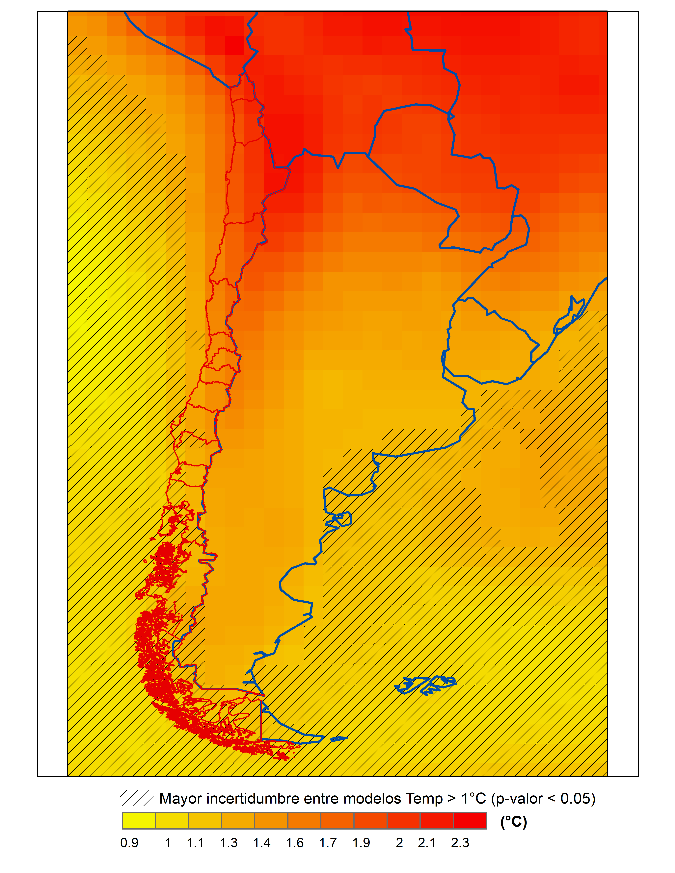 Mayor incertidumbre entre modelos Temp > 1°C (p-valor < 0.05)
(°C)
0.9 1 1.1 1.3 1.4 1.6 1.7 1.9 2 2.1 2.3